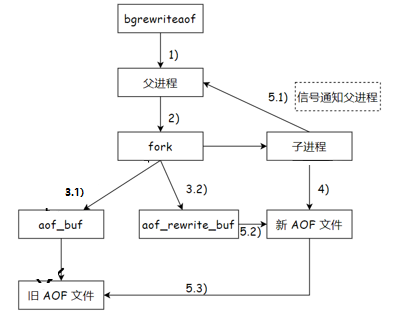 bgrewriteaof
1)
父进程
5.1)
信号通知父进程
2)
fork
子进程
3.1)
3.2)
4)
aof_buf
aof_rewrite_buf
5.2)
新 AOF 文件
5.3)
旧 AOF 文件